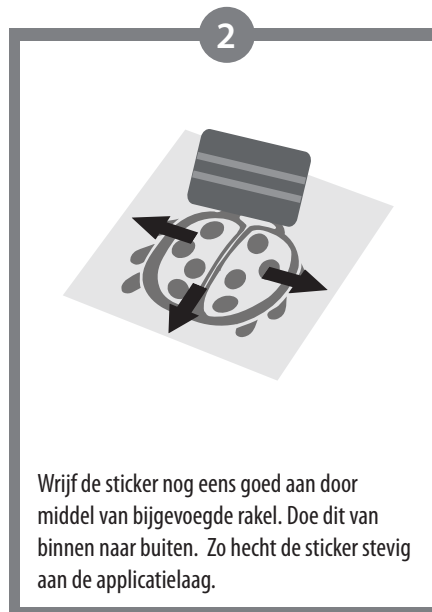 2
Wrijf de sticker nog eens goed aan door
middel van bijgevoegde rakel. Doe dit van
binnen naar buiten.  Zo hecht de sticker stevig
aan de applicatielaag.